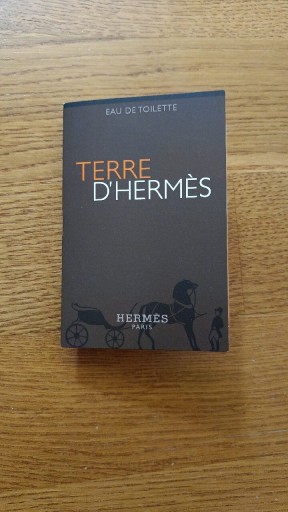 EAU DE TOILETTE
TERRE
D'HERMÈS
HERMÈS
PARIS